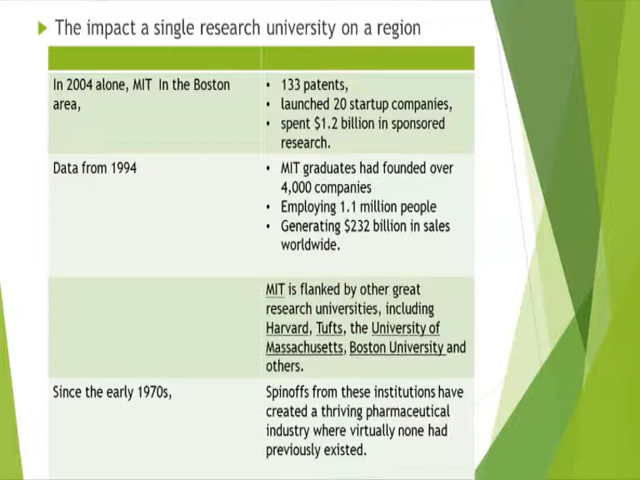 The impact a single research university on a region
In 2004 alone, MIT In the Boston
area,
• 133 patents,
• launched 20 startup companies,
• spent $1.2 billion in sponsored
research.
Data from 1994
• MIT graduates had founded over
4,000 companies
• Employing 1.1 million people
• Generating $232 billion in sales
worldwide.
MIT is flanked by other great
research universities, including
Harvard, Tufts, the University of
Massachusetts, Boston University and
others.
Since the early 1970s,
Spinoffs from these institutions have
created a thriving pharmaceutical
industry where virtually none had
previously existed.